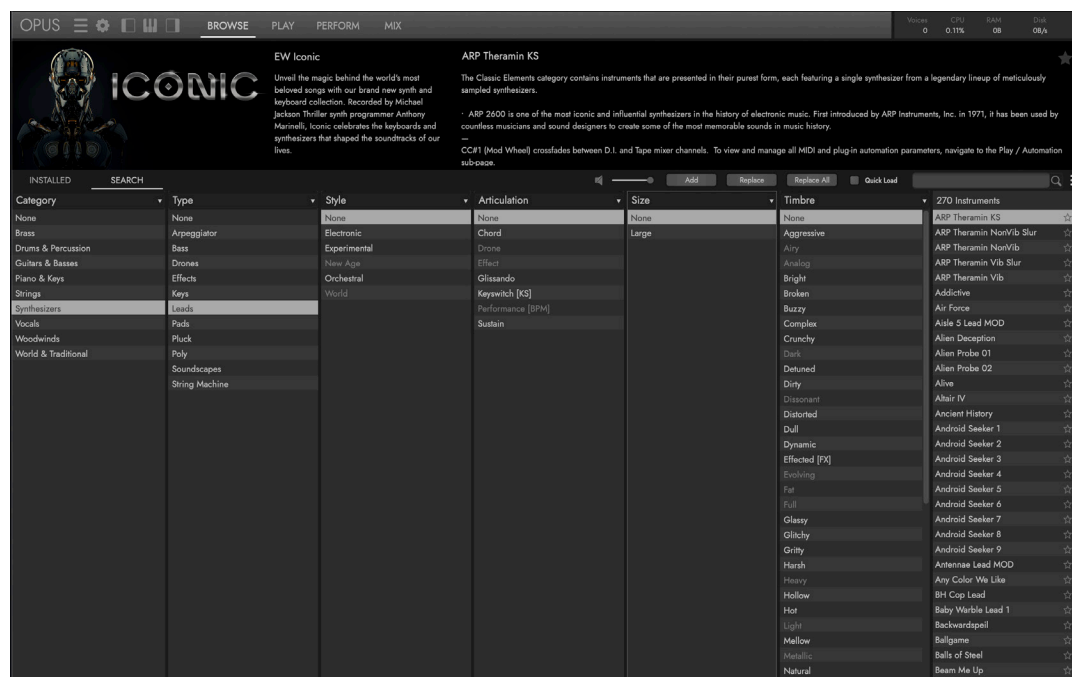 OPUS BROWSE PLAY PERFORM MIX
Voices CPU RAM Disk
0 0.11% 0B 0B/s
ICONIC
EW Iconic
Unveil the magic behind the world's most
beloved songs with our brand new synth and
keyboard collection. Recorded by Michael
Jackson Thriller synth programmer Anthony
Marinelli, Iconic celebrates the keyboards and
synthesizers that shaped the soundtracks of our
lives.
ARP Theramin KS
The Classic Elements category contains instruments that are presented in their purest form, each featuring a single synthesizer from a legendary lineup of meticulously
sampled synthesizers.
· ARP 2600 is one of the most iconic and influential synthesizers in the history of electronic music. First introduced by ARP Instruments, Inc. in 1971, it has been used by
countless musicians and sound designers to create some of the most memorable sounds in music history.
—
CC#1 (Mod Wheel) crossfades between D.I. and Tape mixer channels. To view and manage all MIDI and plug-in automation parameters, navigate to the Play / Automation
sub-page.
INSTALLED SEARCH Add Replace Replace All Quick Load
Category
None
Brass
Drums & Percussion
Guitars & Basses
Piano & Keys
Strings
Synthesizers
Vocals
Woodwinds
World & Traditional
Type
None
Arpeggiator
Bass
Drones
Effects
Keys
Leads
Pads
Pluck
Poly
Soundscapes
String Machine
Style
None
Electronic
Experimental
New Age
Orchestral
World
Articulation
None
Chord
Drone
Effect
Glissando
Keyswitch [KS]
Performance [BPM]
Sustain
Size
None
Large
Timbre
None
Aggressive
Airy
Analog
Bright
Broken
Buzzy
Complex
Crunchy
Dark
Detuned
Dirty
Dissonant
Distorted
Dull
Dynamic
Effected [FX]
Evolving
Fat
Full
Glassy
Glitchy
Gritty
Harsh
Heavy
Hollow
Hot
Light
Mellow
Metallic
Natural
270 Instruments
ARP Theramin KS
ARP Theramin NonVib Slur
ARP Theramin NonVib
ARP Theramin Vib Slur
ARP Theramin Vib
Addictive
Air Force
Aisle 5 Lead MOD
Alien Deception
Alien Probe 01
Alien Probe 02
Alive
Altair IV
Ancient History
Android Seeker 1
Android Seeker 2
Android Seeker 3
Android Seeker 4
Android Seeker 5
Android Seeker 6
Android Seeker 7
Android Seeker 8
Android Seeker 9
Antennae Lead MOD
Any Color We Like
BH Cop Lead
Baby Warble Lead 1
Backwardspeil
Ballgame
Balls of Steel
Beam Me Up